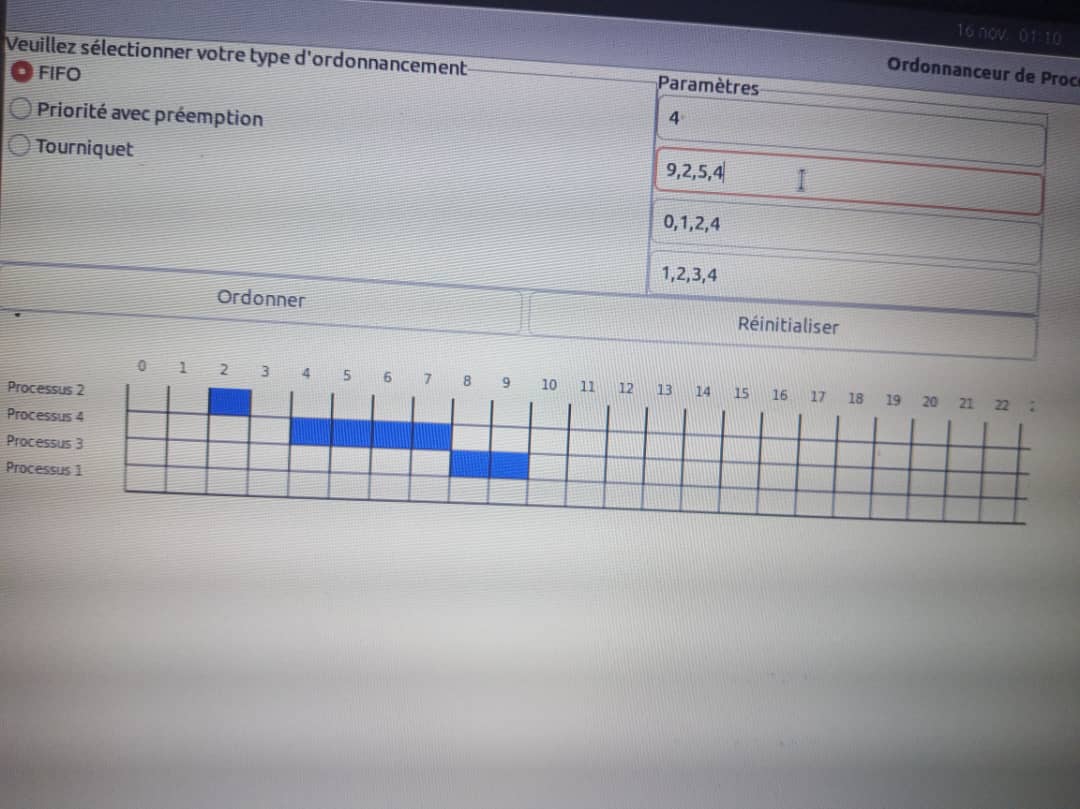 16 nov. 01:10
Ordonnanceur de Proc
Veuillez sélectionner votre type d'ordonnancement
FIFO
Priorité avec préemption
Tourniquet
Paramètres
4
9,2,5,4
0,1,2,4
1,2,3,4
Ordonner
Réinitialiser
0 1 2 3 4 5 6 7 8 9 10 11 12 13 14 15 16 17 18 19 20 21 22
Processus 2
Processus 4
Processus 3
Processus 1